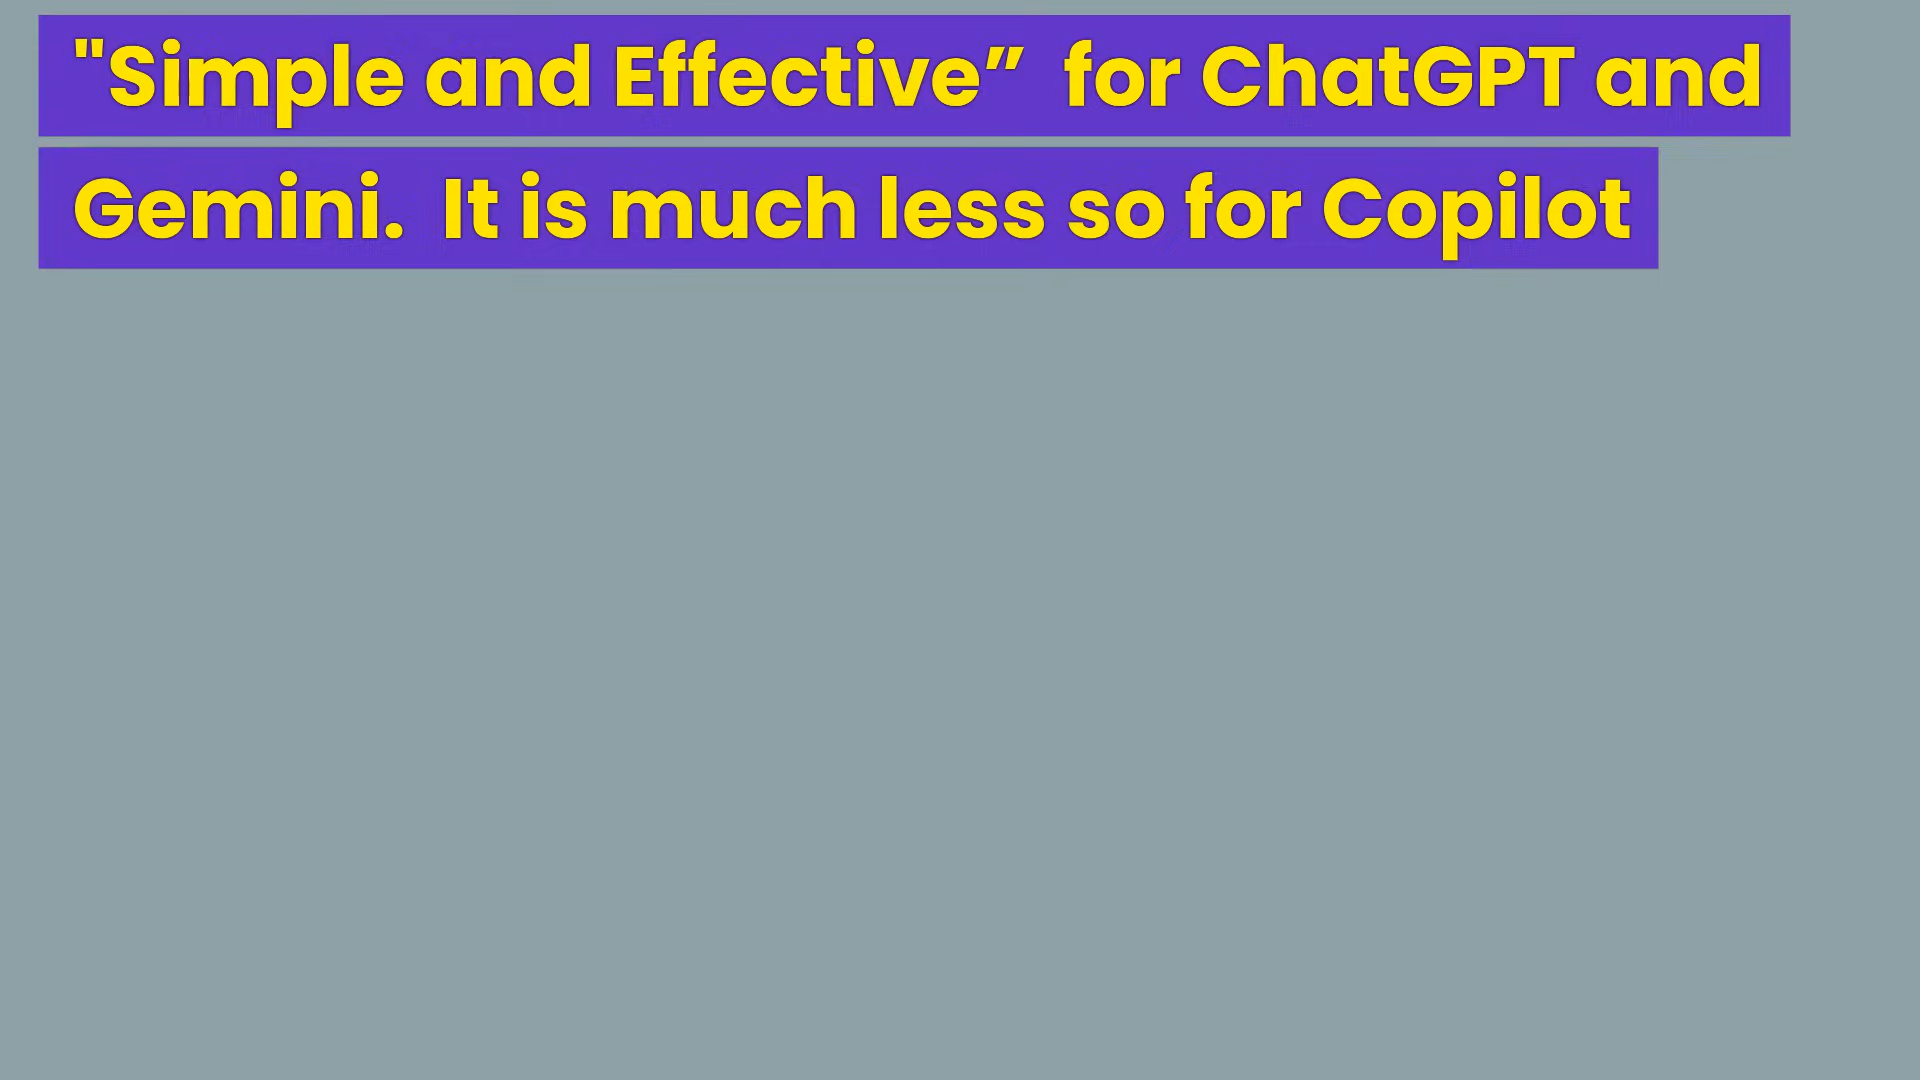 "Simple and Effective”  for ChatGPT and
Gemini.  It is much less so for Copilot